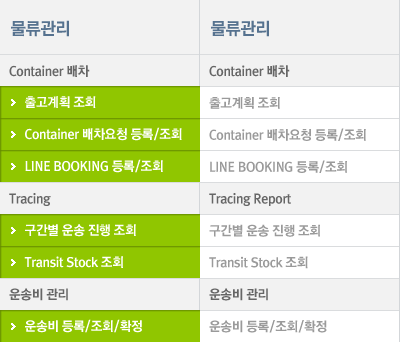 물류관리 물류관리
Container 배차 Container 배차
출고계획 조회 출고계획 조회
Container 배차요청 등록/조회 Container 배차요청 등록/조회
LINE BOOKING 등록/조회 LINE BOOKING 등록/조회
Tracing Tracing Report
구간별 운송 진행 조회 구간별 운송 진행 조회
Transit Stock 조회 Transit Stock 조회
운송비 관리 운송비 관리
운송비 등록/조회/확정 운송비 등록/조회/확정